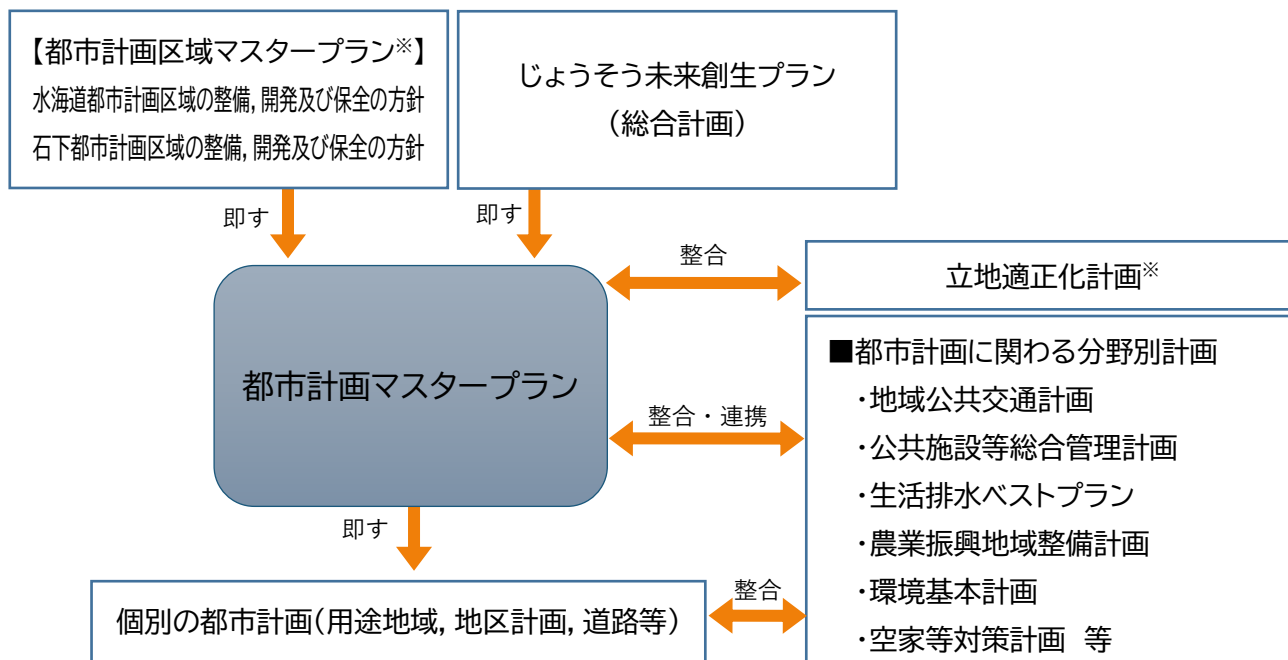 【都市計画区域マスタープラン※】
水海道都市計画区域の整備,開発及び保全の方針
石下都市計画区域の整備,開発及び保全の方針
じょうそう未来創生プラン
（総合計画）
即す
即す
整合
立地適正化計画※
都市計画マスタープラン
整合・連携
■都市計画に関わる分野別計画
・地域公共交通計画
・公共施設等総合管理計画
・生活排水ベストプラン
・農業振興地域整備計画
・環境基本計画
・空家等対策計画 等
即す
整合
個別の都市計画(用途地域,地区計画,道路等)